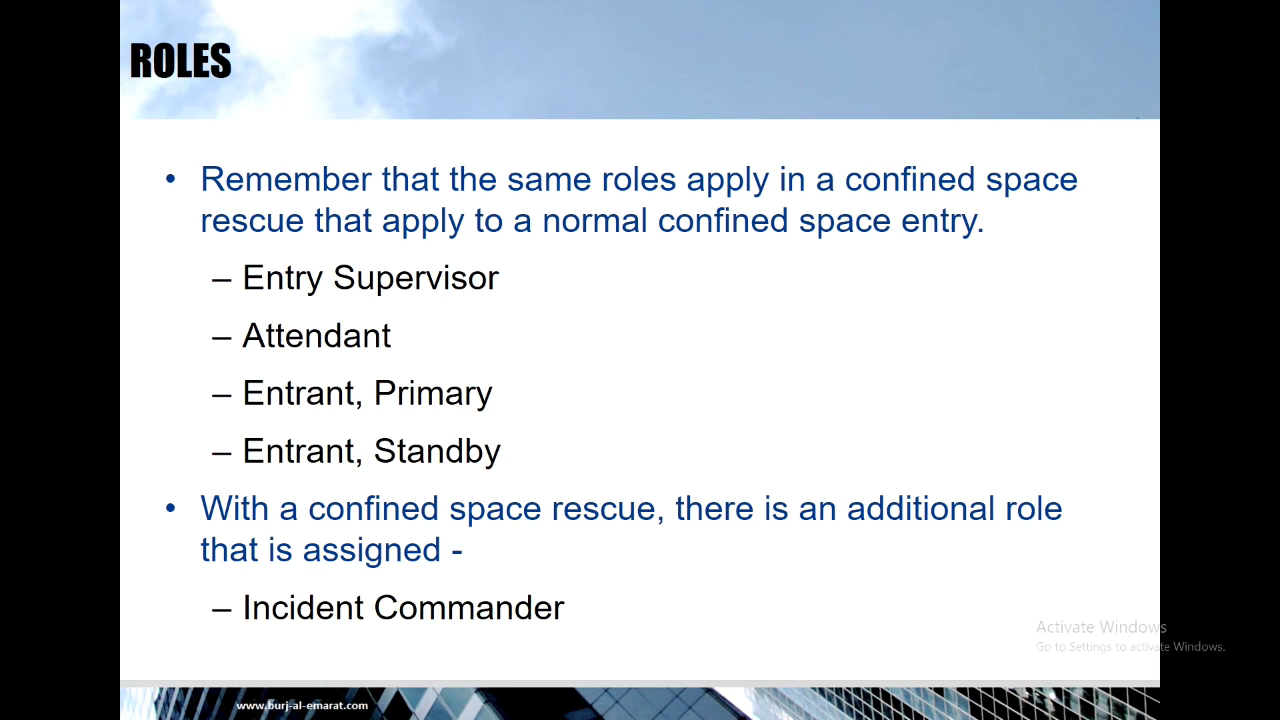 ROLES
• Remember that the same roles apply in a confined space
rescue that apply to a normal confined space entry.
– Entry Supervisor
– Attendant
– Entrant, Primary
– Entrant, Standby
• With a confined space rescue, there is an additional role
that is assigned -
– Incident Commander
Activate Windows
Go to Settings to activate Windows.
www.burj-al-emarat.com